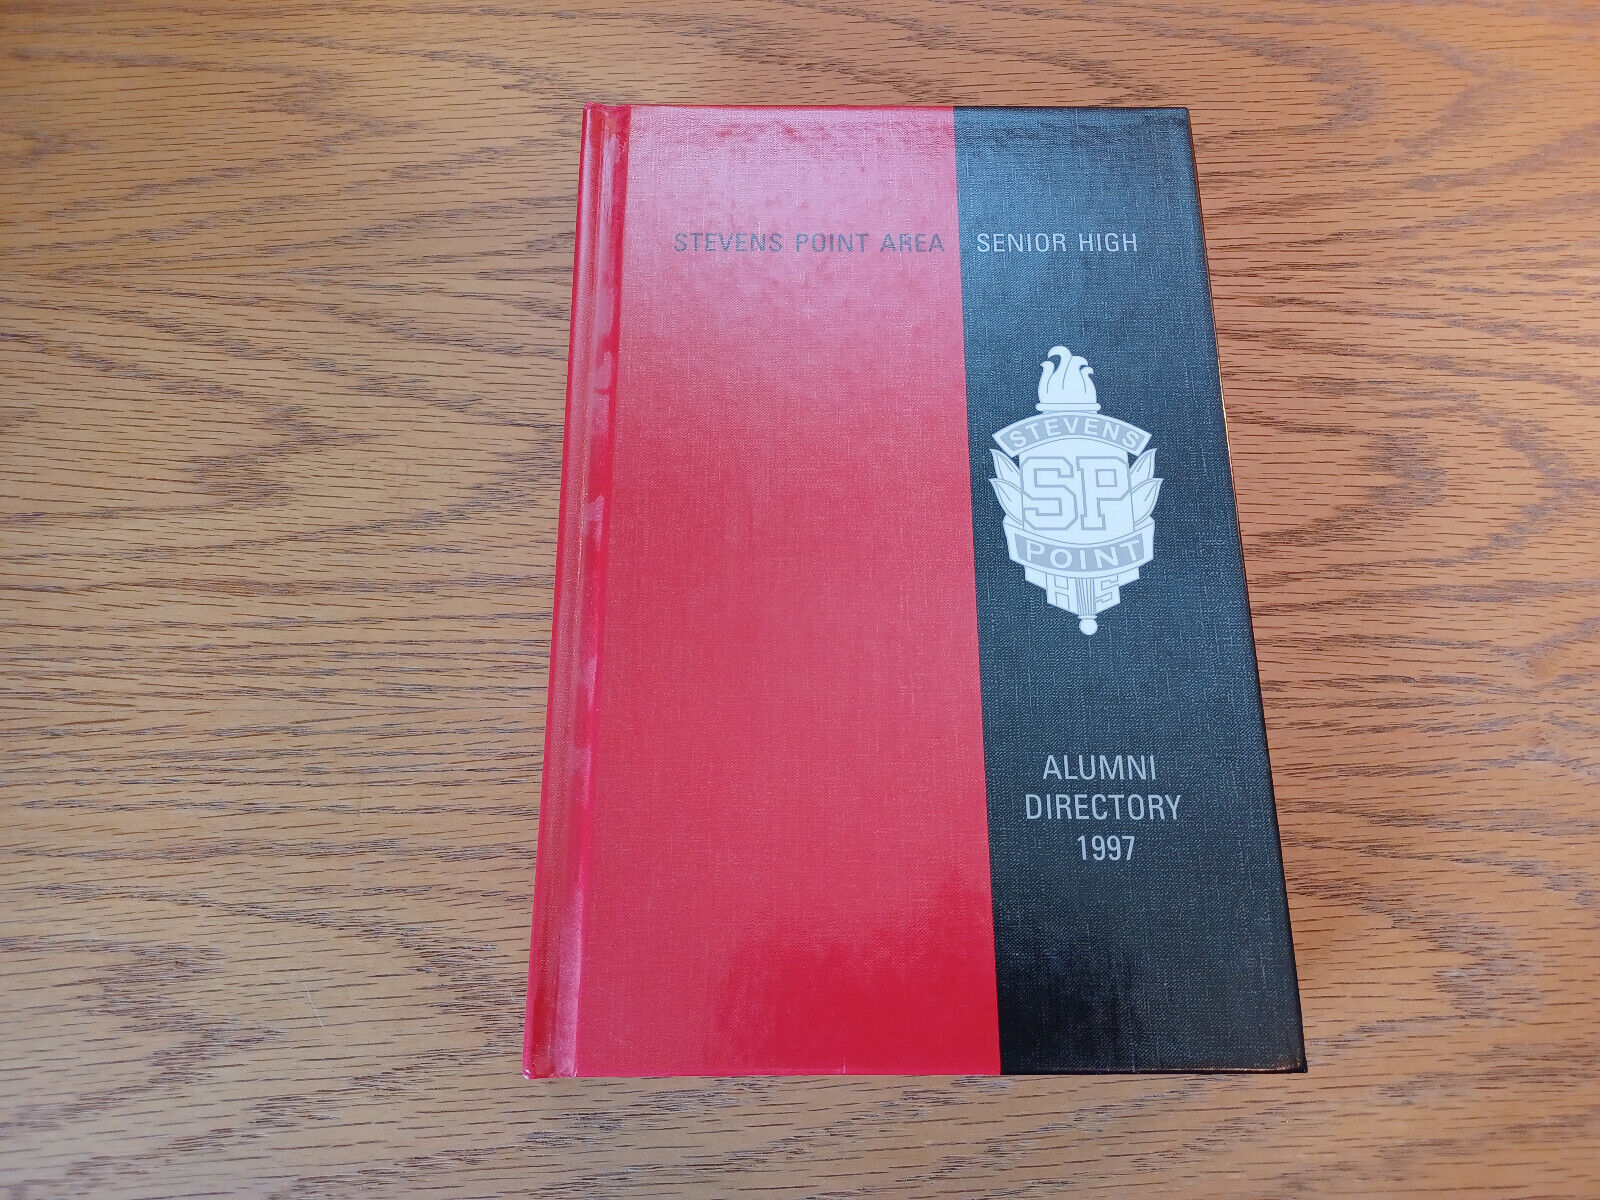 STEVENS POINT AREA SENIOR HIGH
STEVENS
SP
POINT
HS
ALUMNI
DIRECTORY
1997